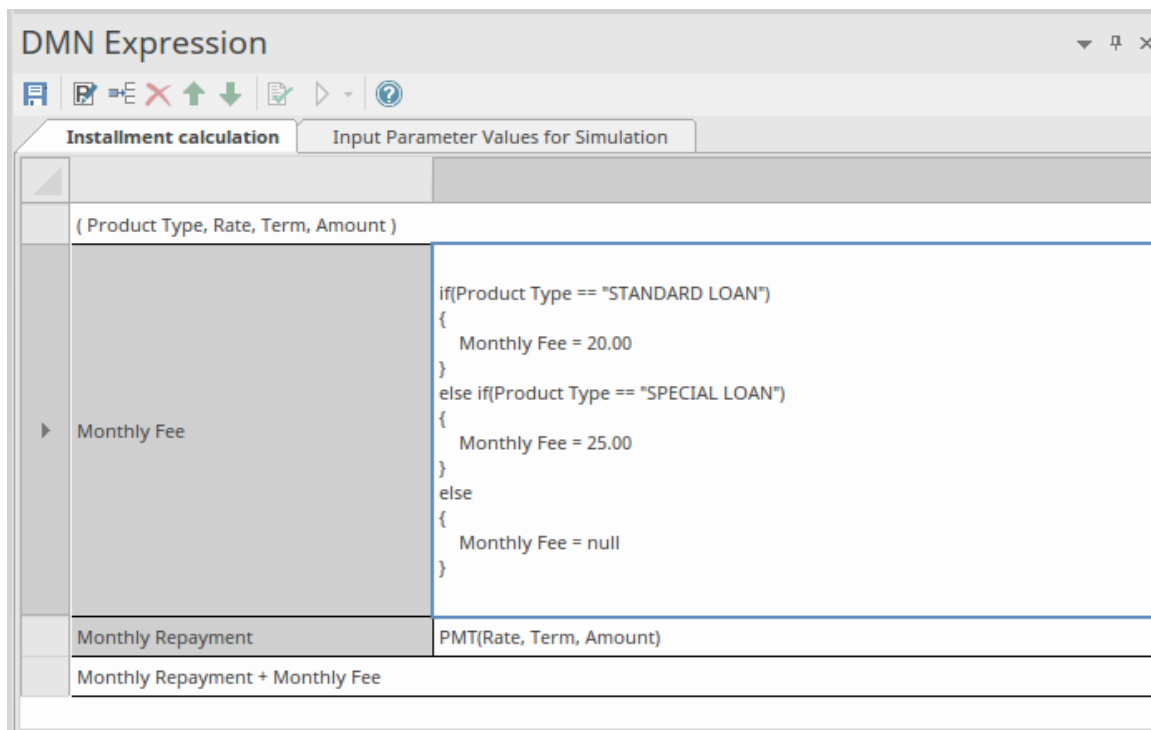 DMN Expression
Installment calculation
Input Parameter Values for Simulation
( Product Type, Rate, Term, Amount )
Monthly Fee
if(Product Type == "STANDARD LOAN")
{
    Monthly Fee = 20.00
}
else if(Product Type == "SPECIAL LOAN")
{
    Monthly Fee = 25.00
}
else
{
    Monthly Fee = null
}
Monthly Repayment
PMT(Rate, Term, Amount)
Monthly Repayment + Monthly Fee